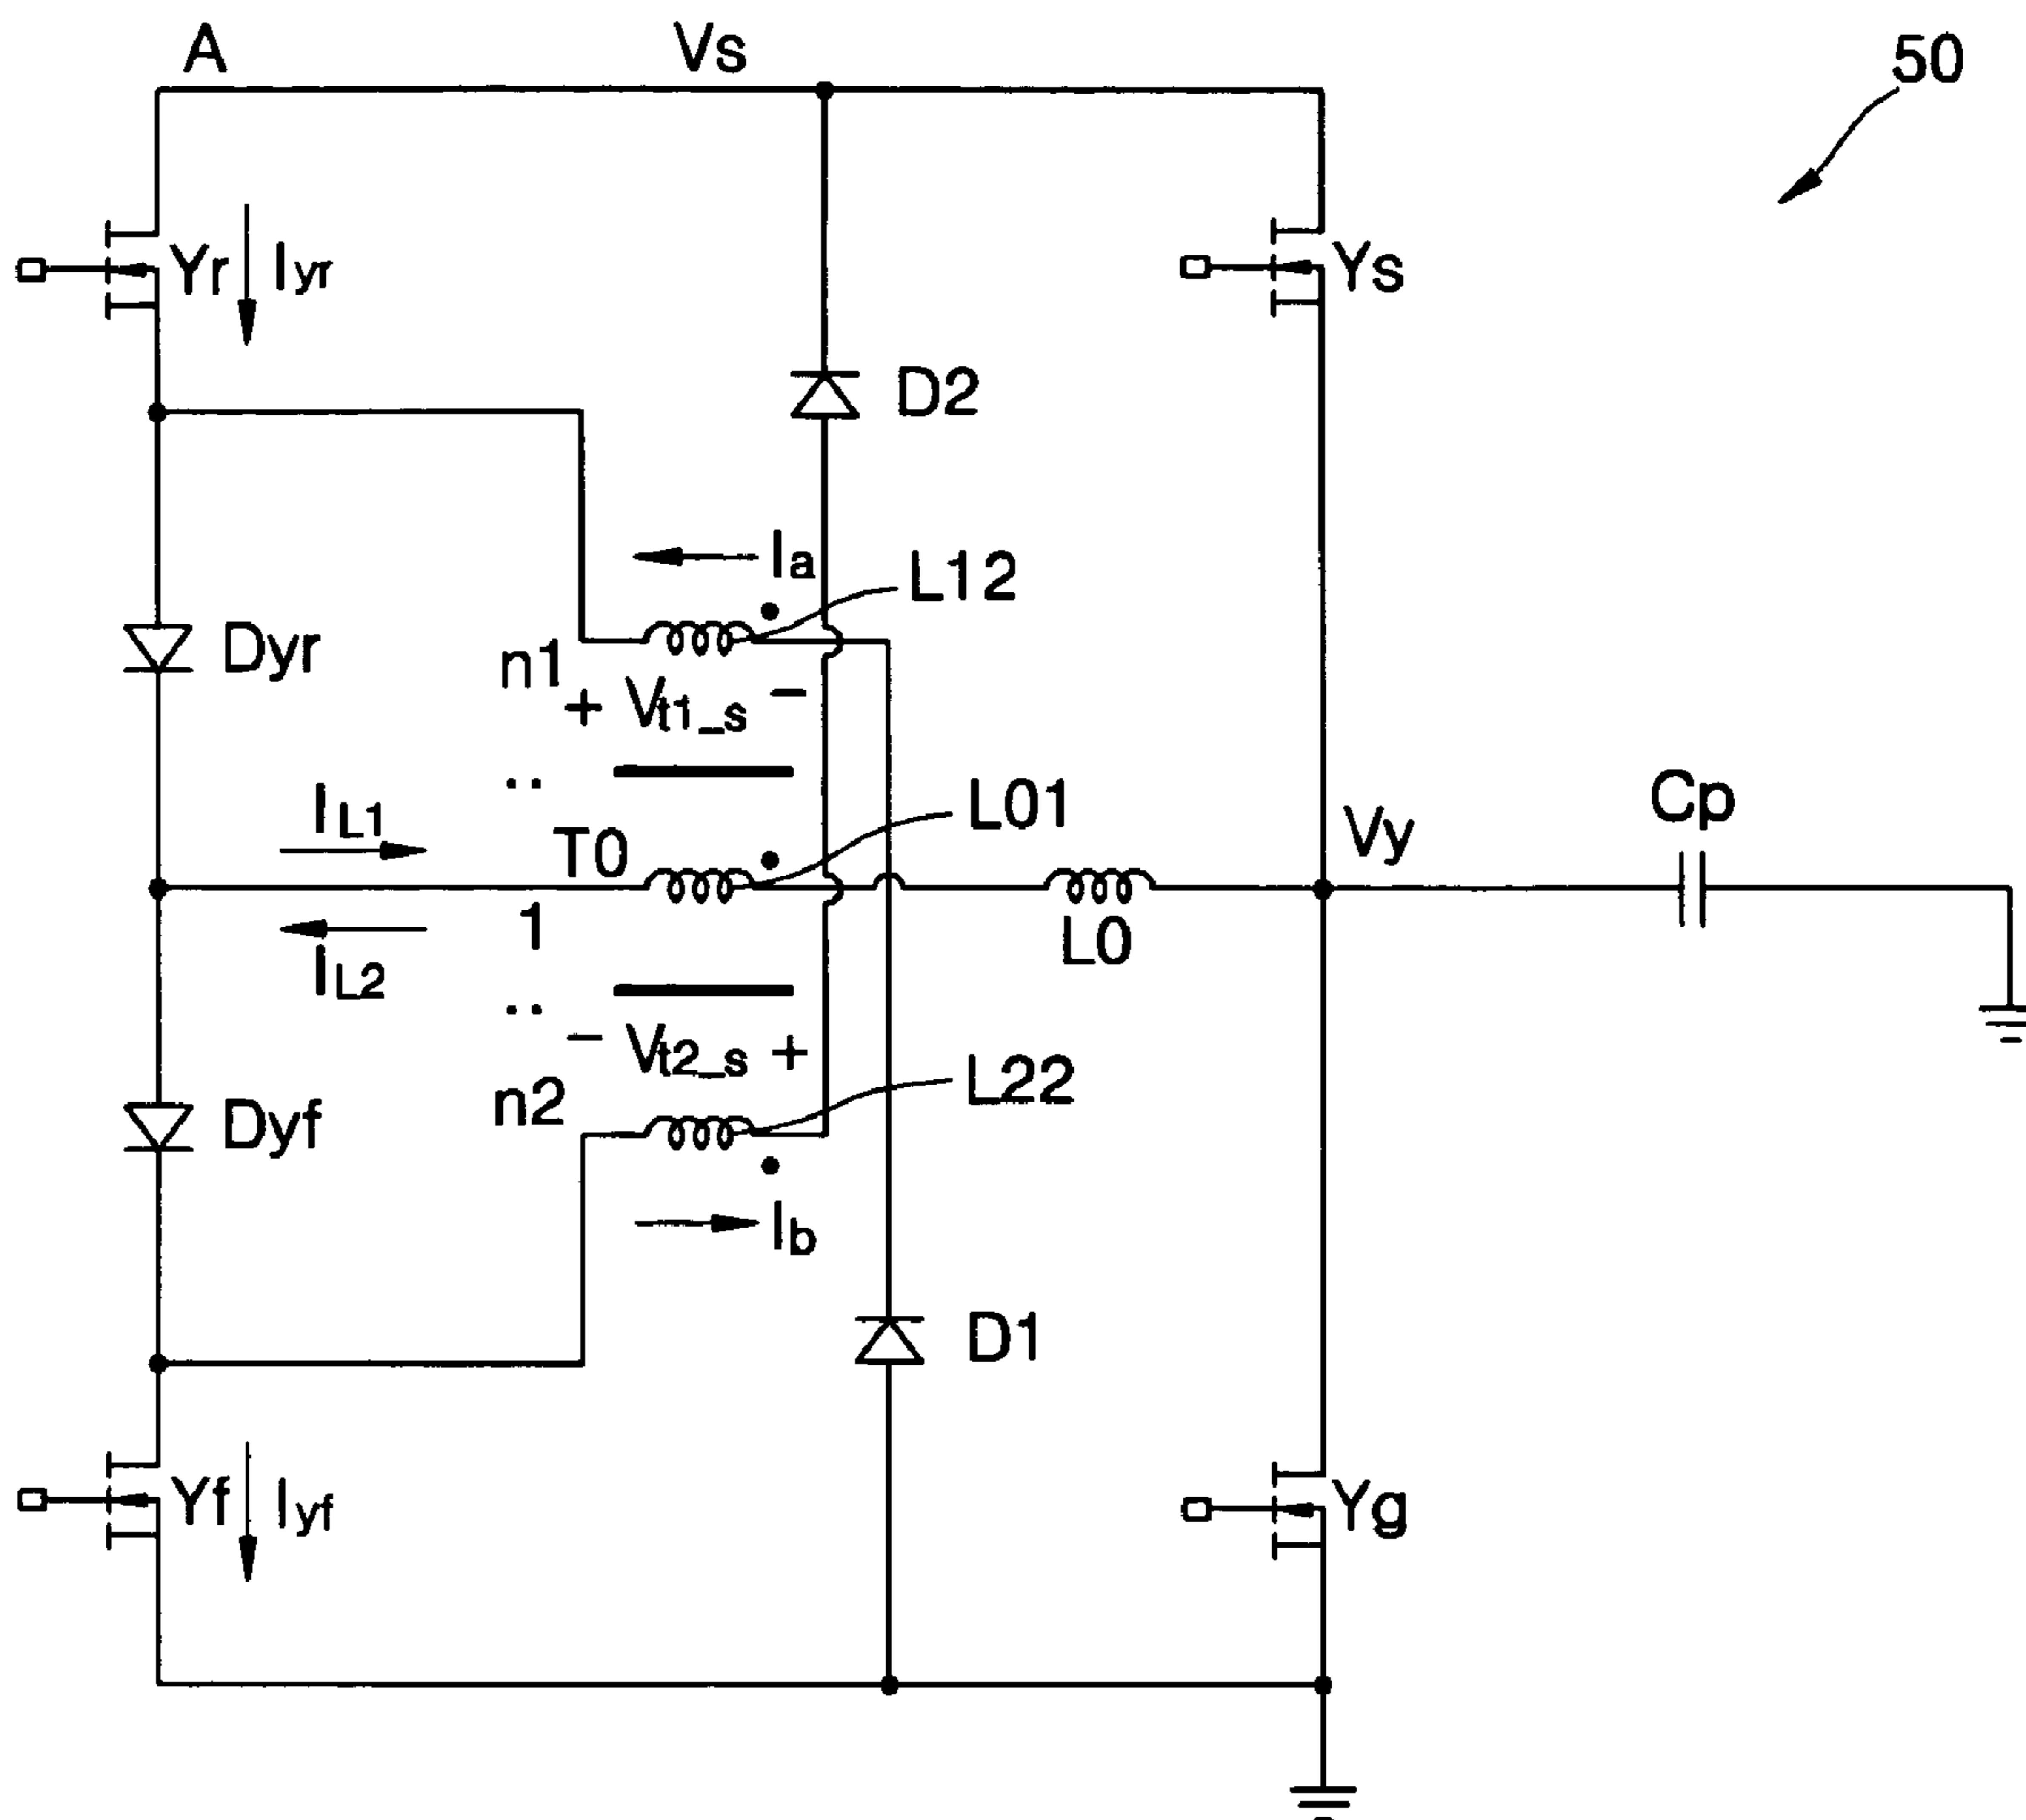 A
Vs
50
Yr
Iyr
Ys
D2
Ia
L12
Dyr
n1
+ Vt1_s -
..
L01
IL1
T0
Vy
Cp
1
IL2
L0
..
- Vt2_s +
L22
n2
Dyf
Ib
D1
Yf
Iyf
Yg